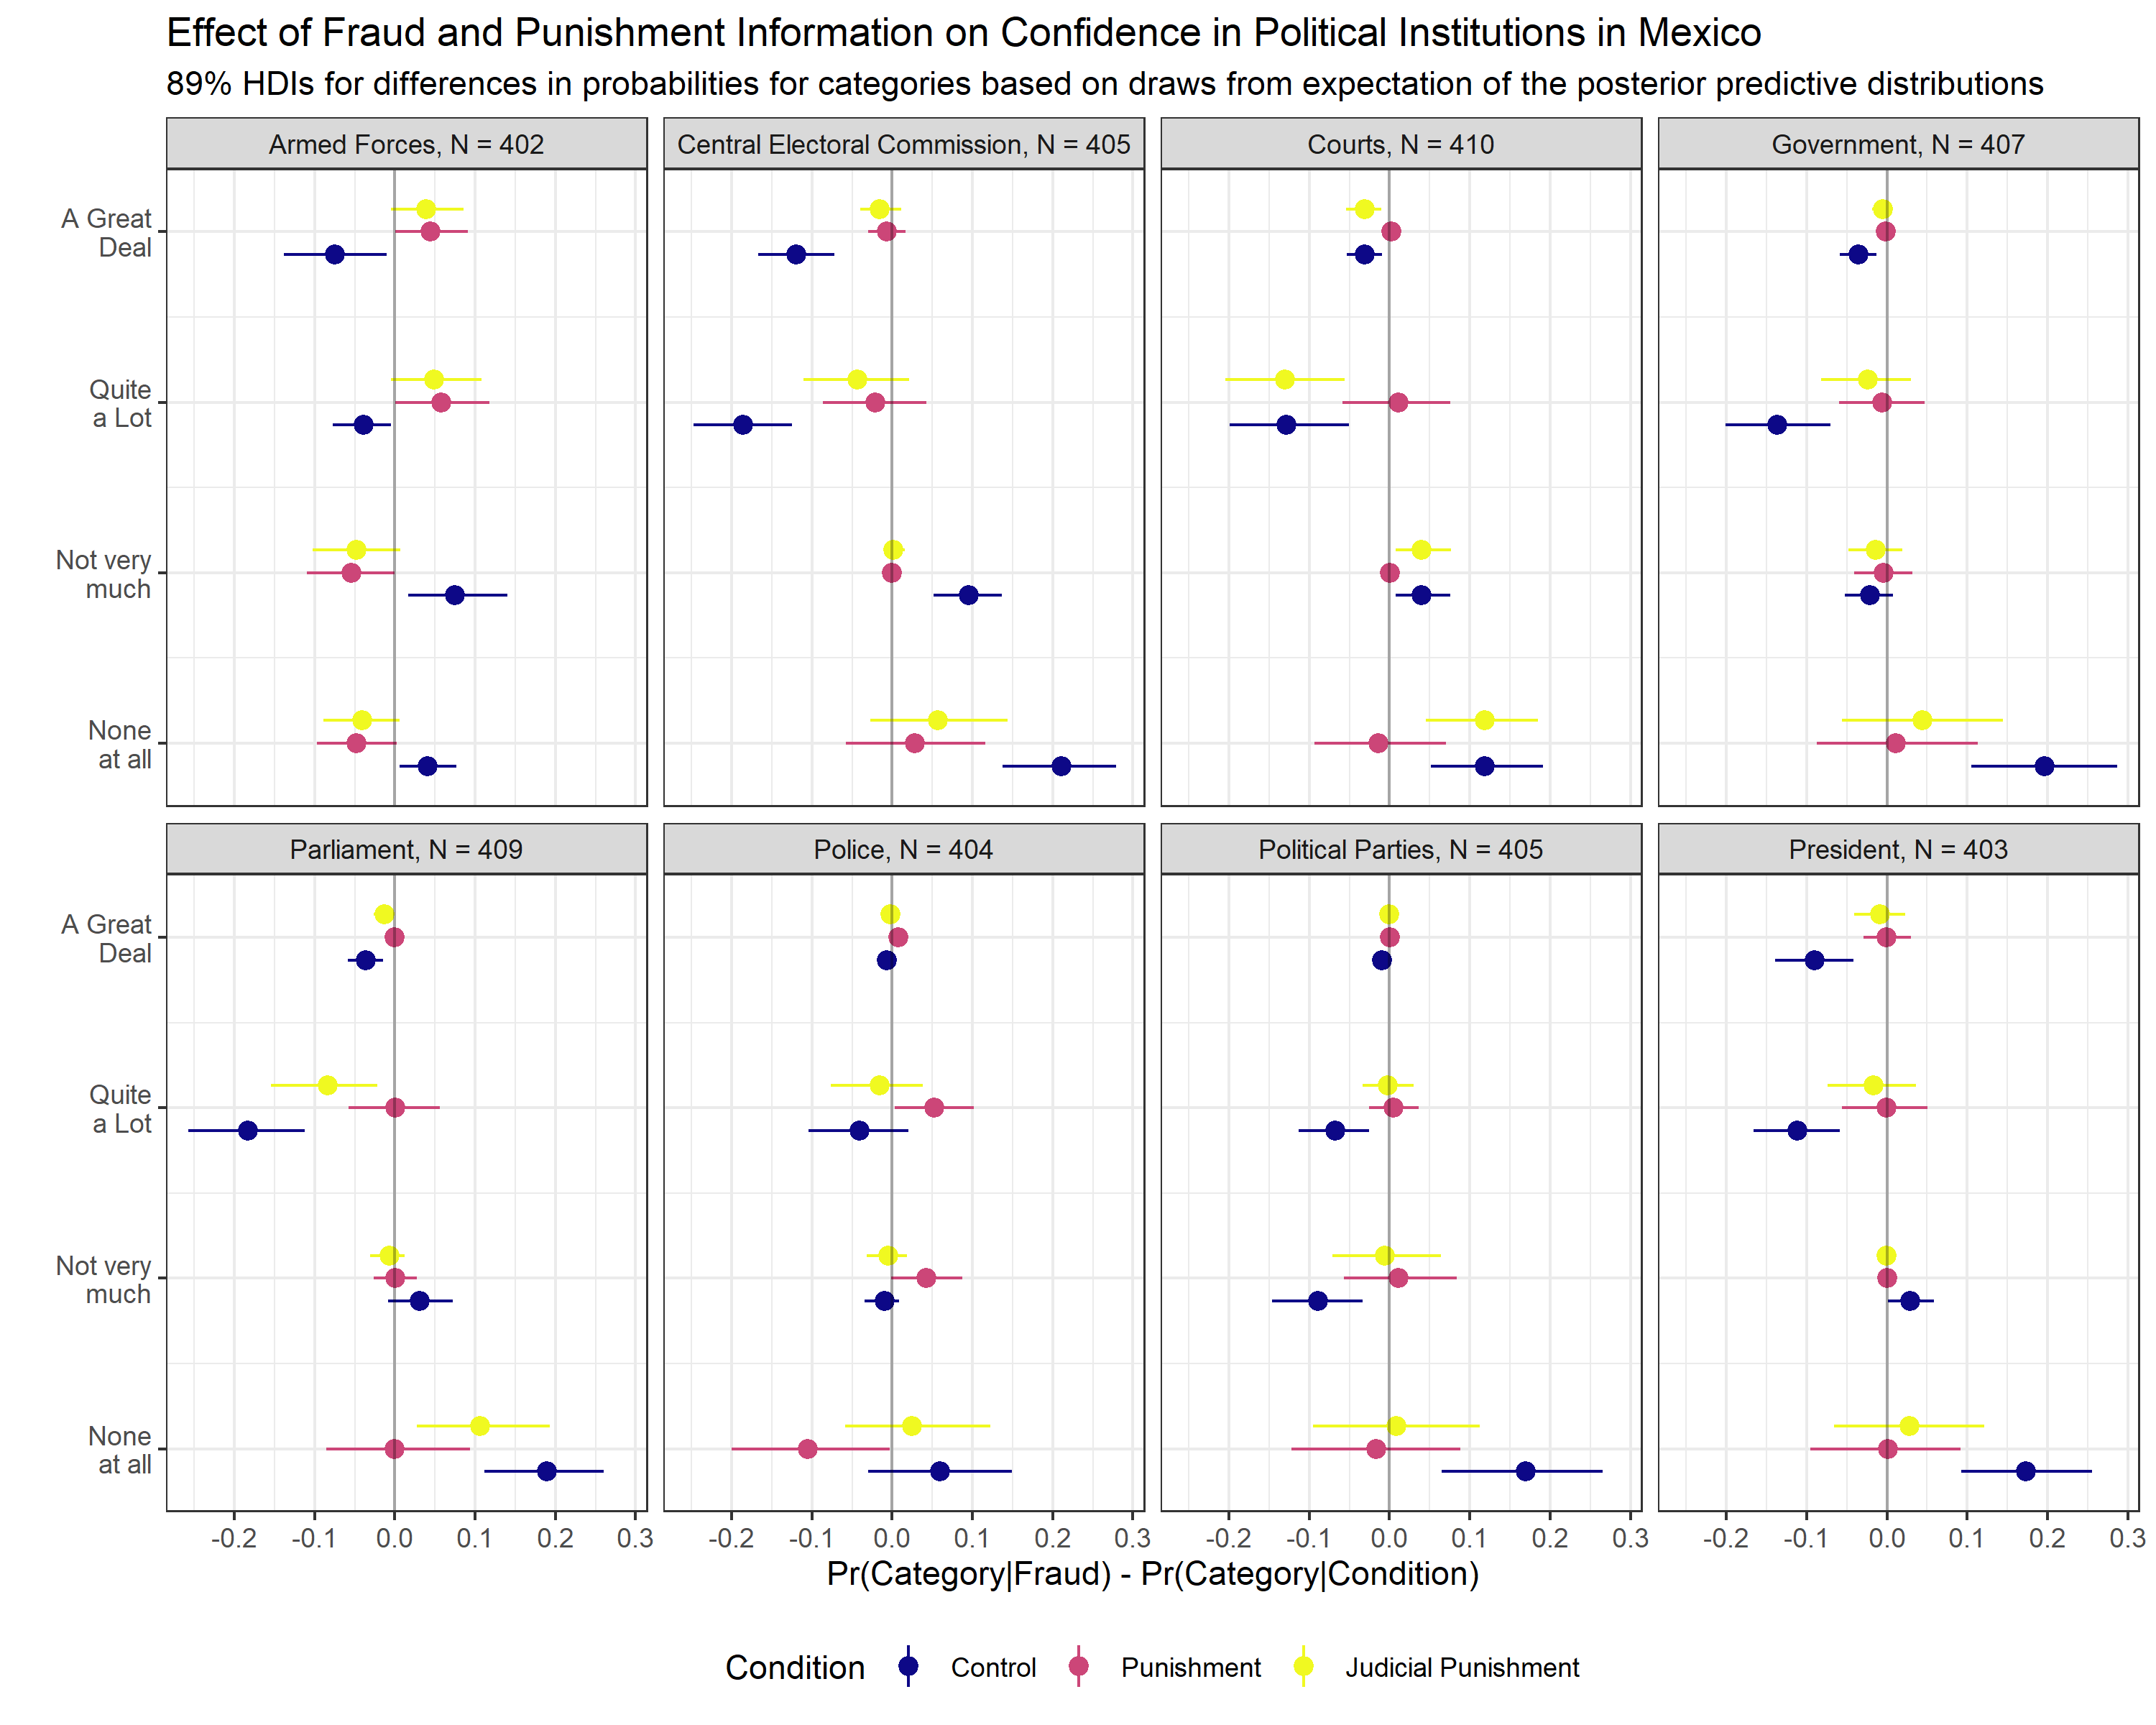 Effect of Fraud and Punishment Information on Confidence in Political Institutions in Mexico
89% HDIs for differences in probabilities for categories based on draws from expectation of the posterior predictive distributions
Armed Forces, N = 402
Central Electoral Commission, N = 405
Courts, N = 410
Government, N = 407
A Great
Deal
Quite
a Lot
Not very
much
None
at all
Parliament, N = 409
Police, N = 404
Political Parties, N = 405
President, N = 403
A Great
Deal
Quite
a Lot
Not very
much
None
at all
-0.2 -0.1 0.0 0.1 0.2 0.3
-0.2 -0.1 0.0 0.1 0.2 0.3
-0.2 -0.1 0.0 0.1 0.2 0.3
-0.2 -0.1 0.0 0.1 0.2 0.3
Pr(Category|Fraud) - Pr(Category|Condition)
Condition Control Punishment Judicial Punishment